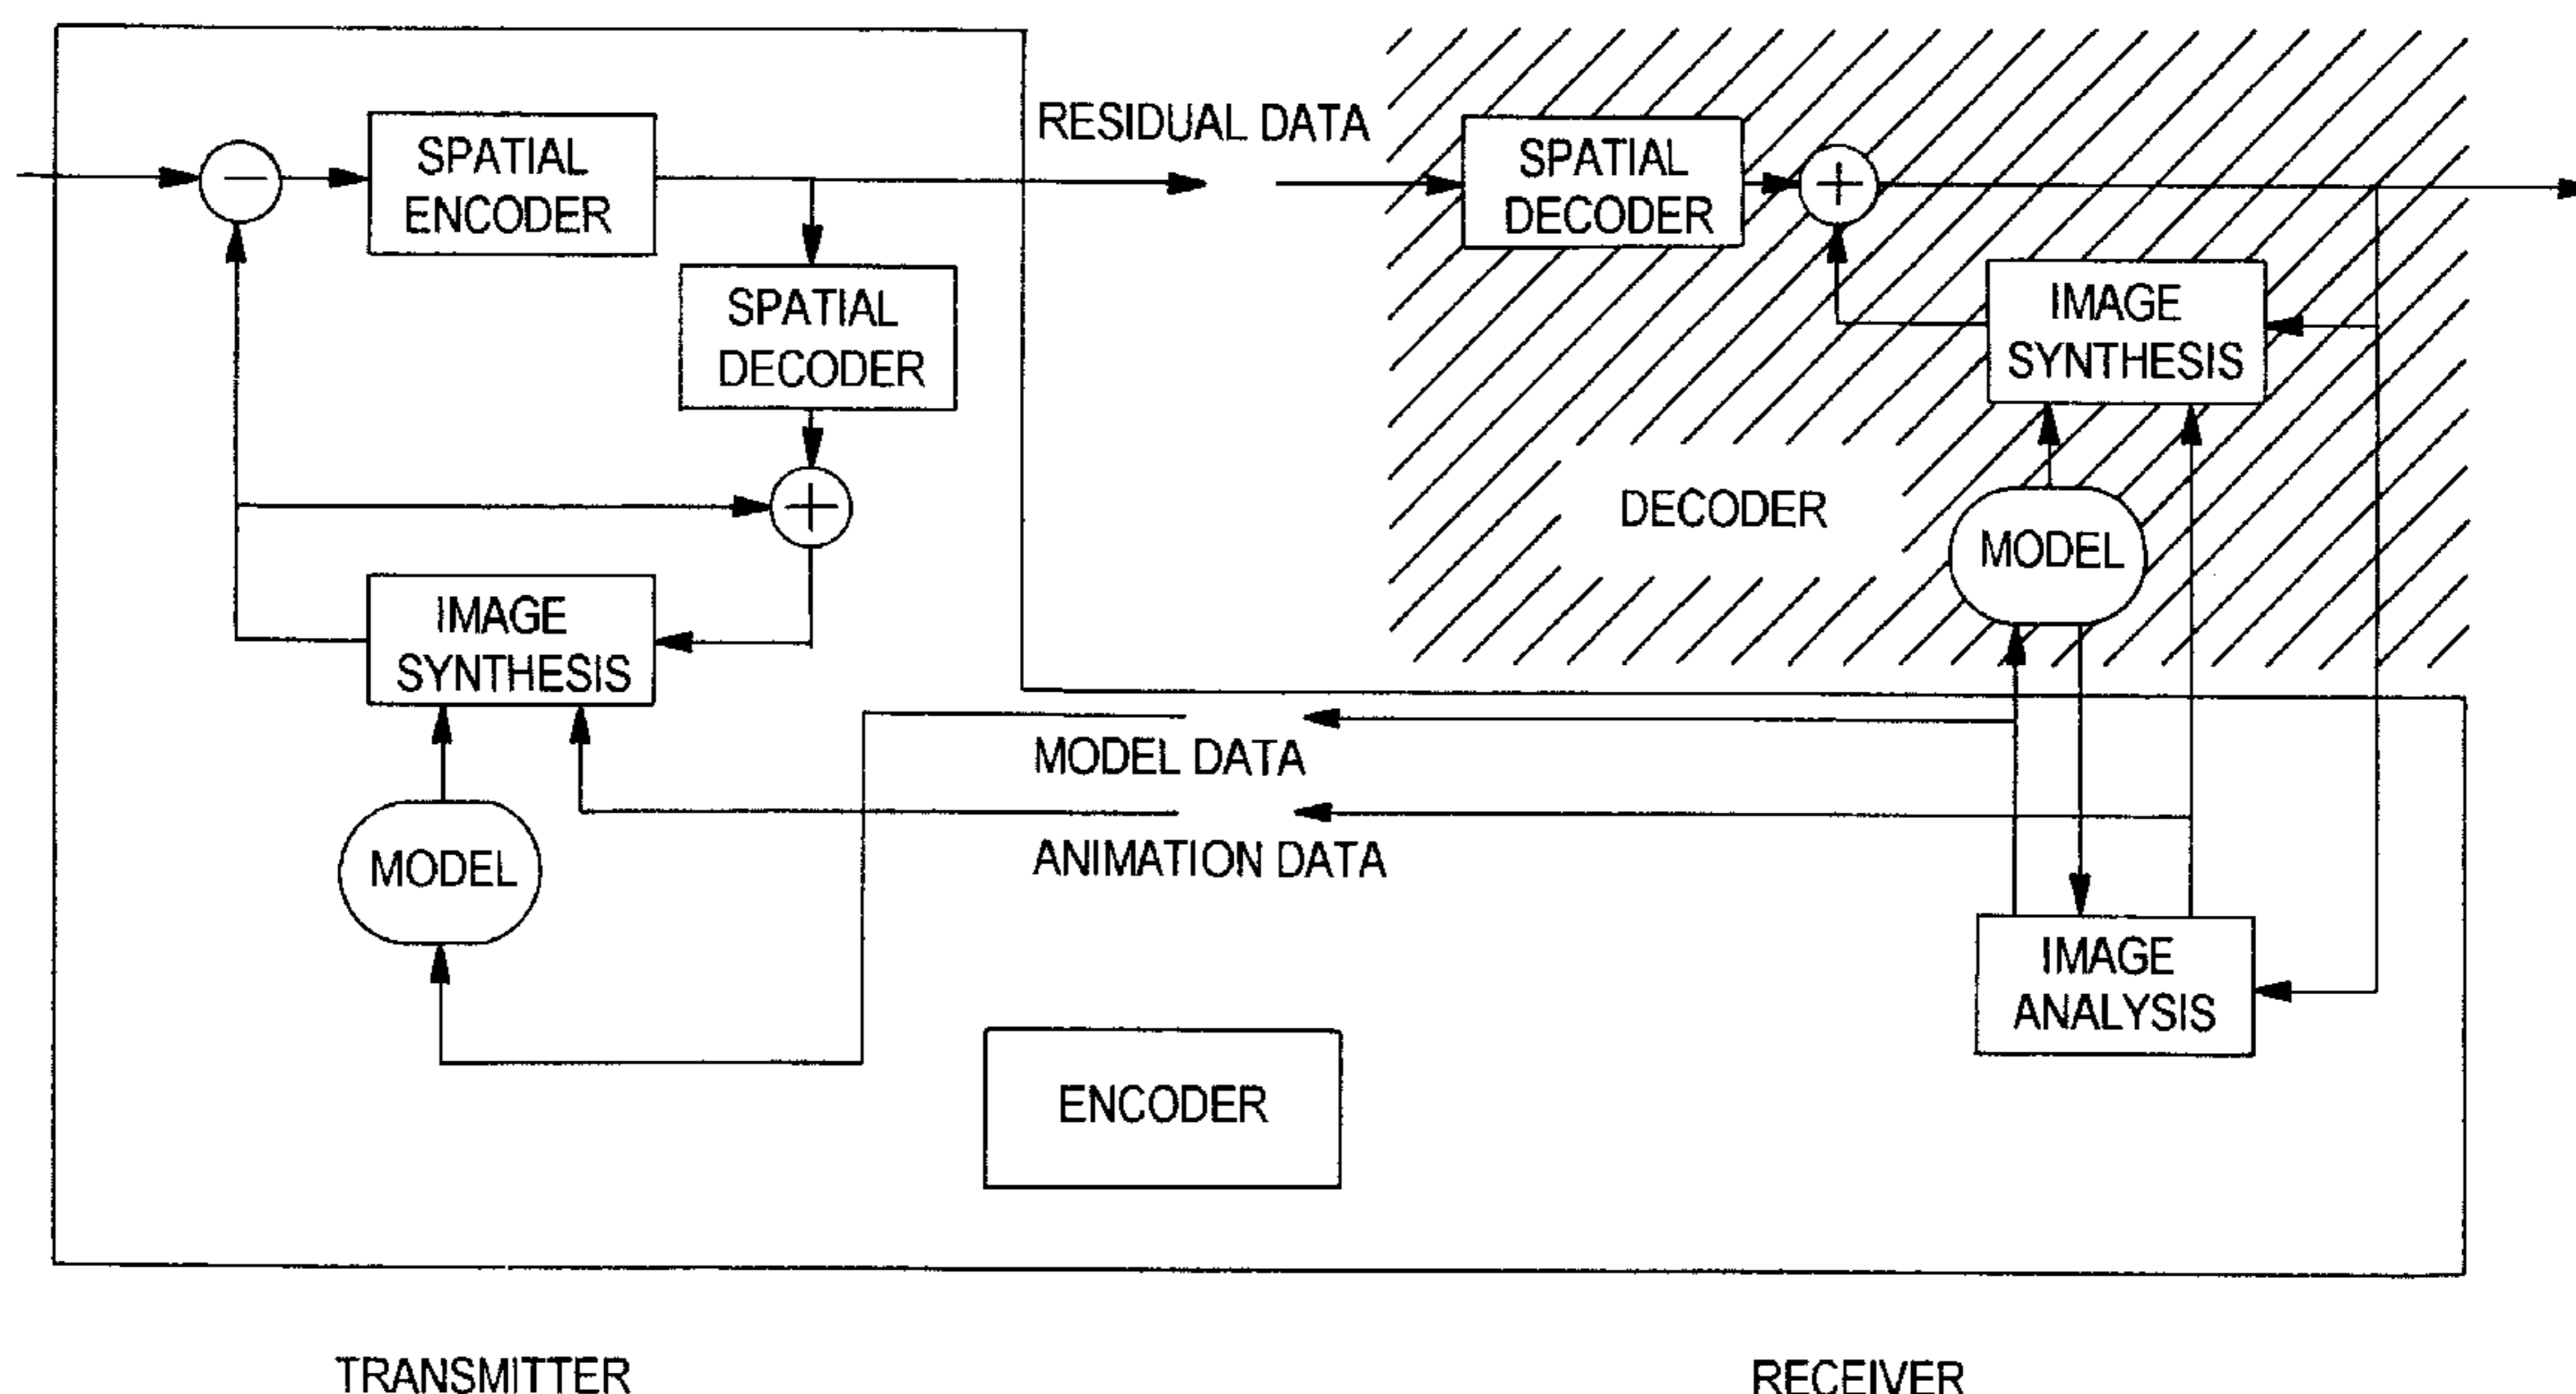 RESIDUAL DATA
SPATIAL
ENCODER
SPATIAL
DECODER
SPATIAL
DECODER
IMAGE
SYNTHESIS
DECODER
MODEL
IMAGE
SYNTHESIS
MODEL DATA
ANIMATION DATA
MODEL
IMAGE
ANALYSIS
ENCODER
TRANSMITTER
RECEIVER